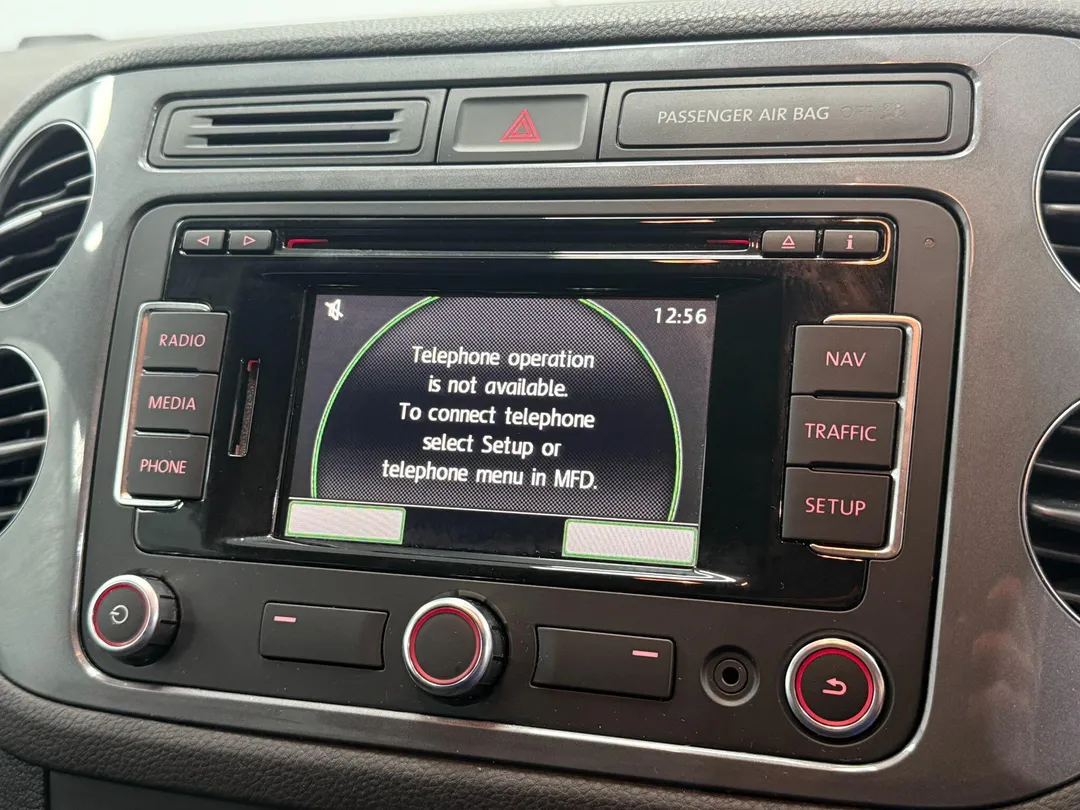 PASSENGER AIR BAG
i
RADIO
MEDIA
PHONE
12:56
Telephone operation
is not available.
To connect telephone
select Setup or
telephone menu in MFD.
NAV
TRAFFIC
SETUP